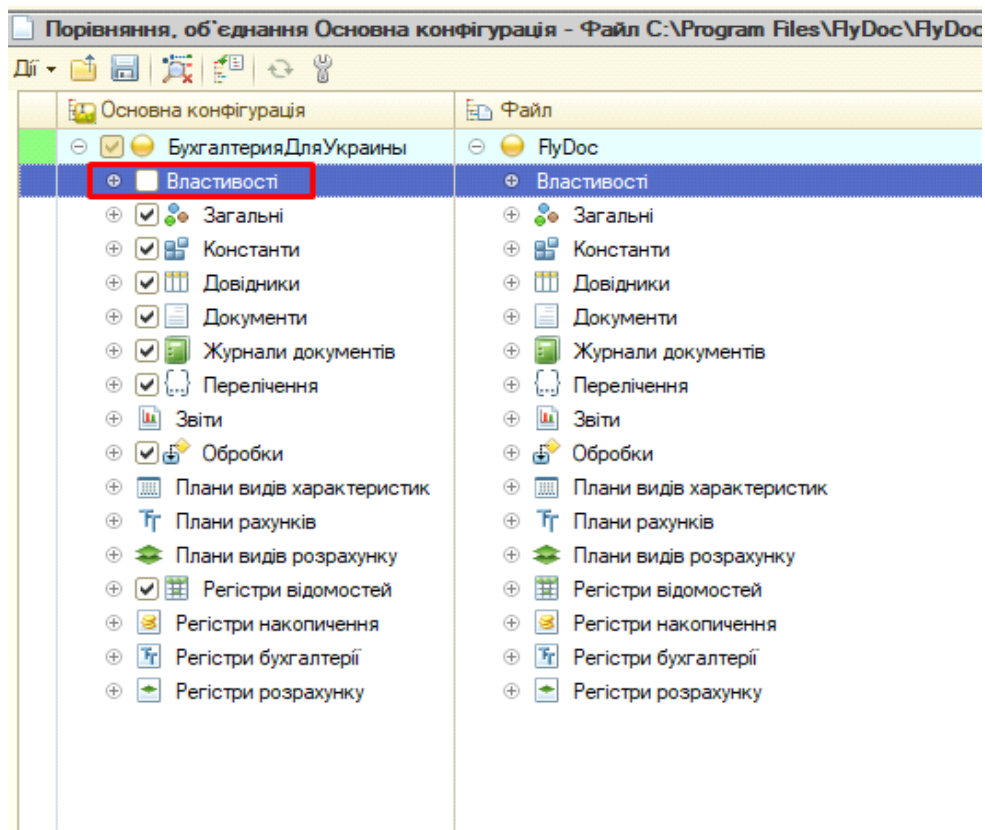 Порівняння, об`єднання Основна конфігурація - Файл C:\Program Files\FlyDoc\FlyDoc
Дії
Основна конфігурація Файл
БухгалтерияДляУкраины FlyDoc
Властивості Властивості
Загальні Загальні
Константи Константи
Довідники Довідники
Документи Документи
Журнали документів Журнали документів
Перелічення Перелічення
Звіти Звіти
Обробки Обробки
Плани видів характеристик Плани видів характеристик
Плани рахунків Плани рахунків
Плани видів розрахунку Плани видів розрахунку
Регістри відомостей Регістри відомостей
Регістри накопичення Регістри накопичення
Регістри бухгалтерії Регістри бухгалтерії
Регістри розрахунку Регістри розрахунку